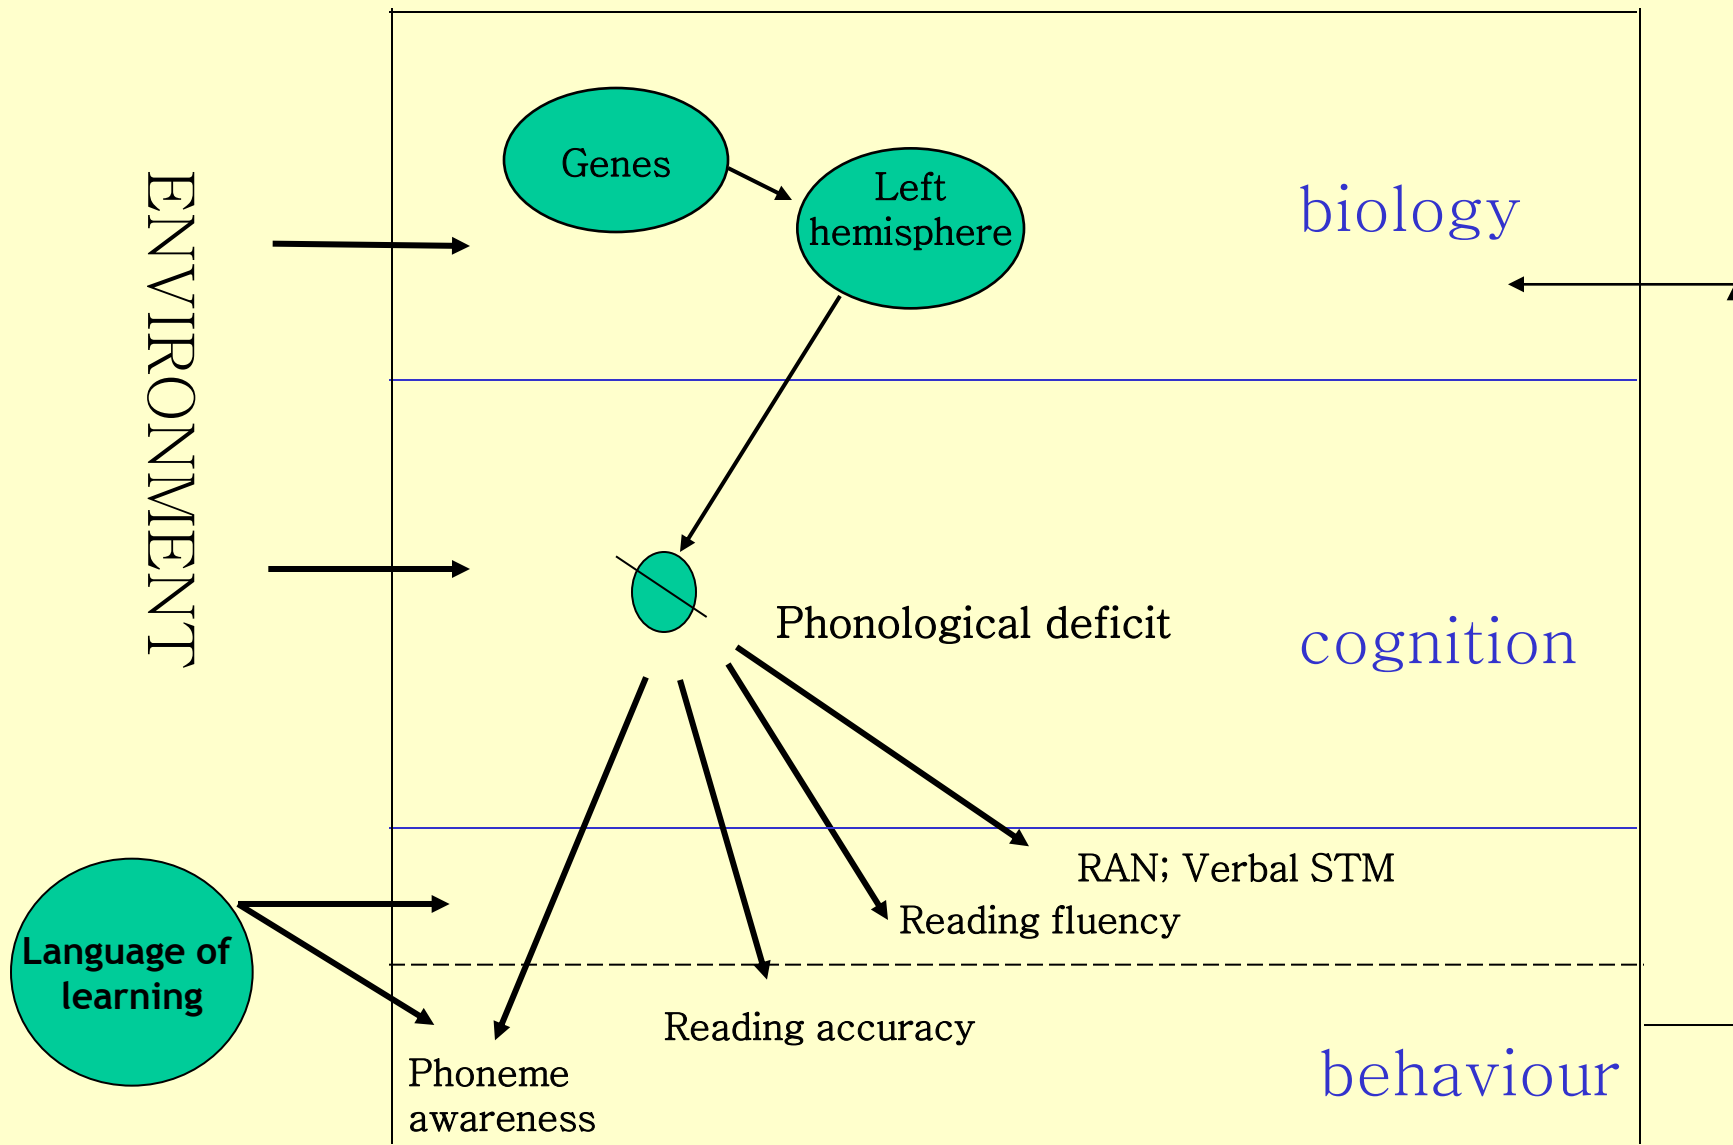 ENVIRONMENT
Genes
Left
hemisphere
biology
Phonological deficit
cognition
RAN; Verbal STM
Reading fluency
Language of
learning
Reading accuracy
Phoneme
awareness
behaviour